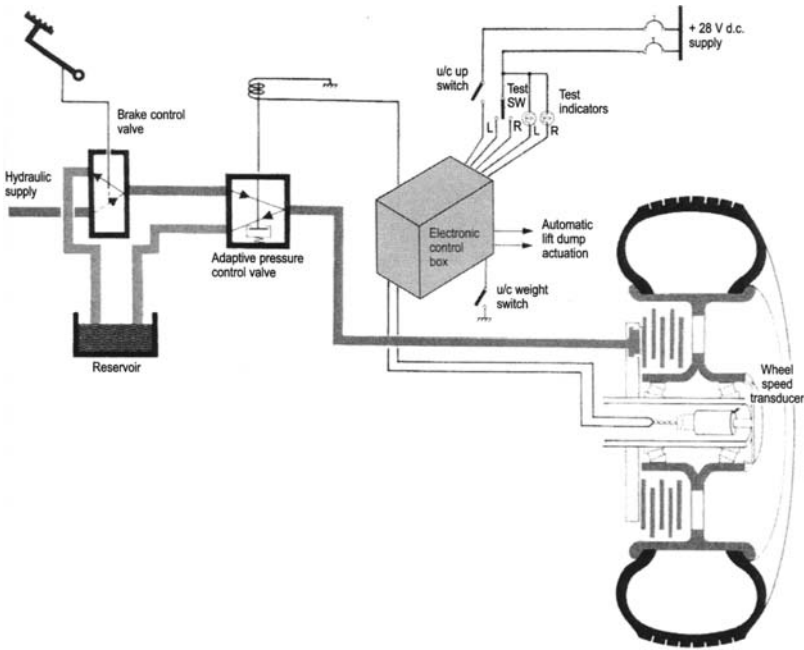 + 28 V d.c.
supply
u/c up
switch
Test
SW
Test
indicators
L
R
L
R
Brake control
valve
Hydraulic
supply
Adaptive pressure
control valve
Electronic
control
box
Automatic
lift dump
actuation
u/c weight
switch
Reservoir
Wheel
speed
transducer